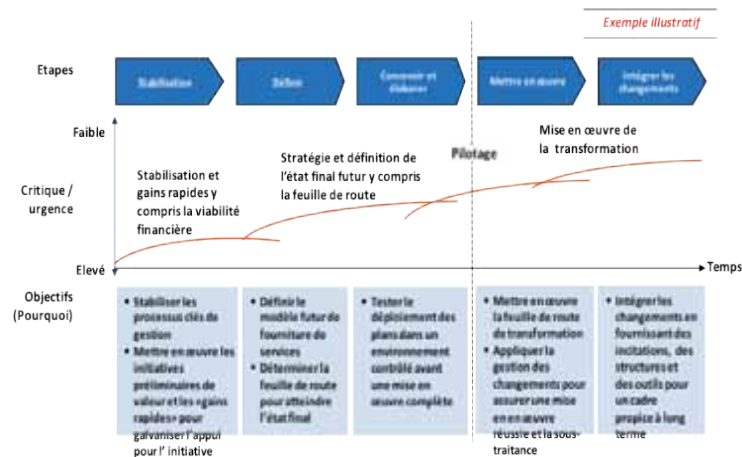 Exemple illustratif
Etapes
Stabilisation
Définir
Concevoir et
élaborer
Mettre en œuvre
Intégrer les
changements
Faible
Critique /
urgence
Elevé
Stabilisation et
gains rapides y
compris la viabilité
financière
Stratégie et définition de
l'état final futur y compris
la feuille de route
Pilotage
Mise en œuvre de
la transformation
Temps
Objectifs
(Pourquoi)
• Stabiliser les
processus clés de
gestion
• Mettre en œuvre les
initiatives
préliminaires de
valeur et les «gains
rapides» pour
galvaniser l'appui
pour l' initiative
• Définir le
modèle futur de
fourniture de
services
• Déterminer la
feuille de route
pour atteindre
l'état final
• Tester le
déploiement des
plans dans un
environnement
contrôlé avant
une mise en
œuvre complète
• Mettre en œuvre
la feuille de route
de transformation
• Appliquer la
gestion des
changements pour
assurer une mise
en en œuvre
réussie et la sous-
traitance
• Intégrer les
changements en
fournissant des
incitations, des
structures et
des outils pour
un cadre
propice à long
terme